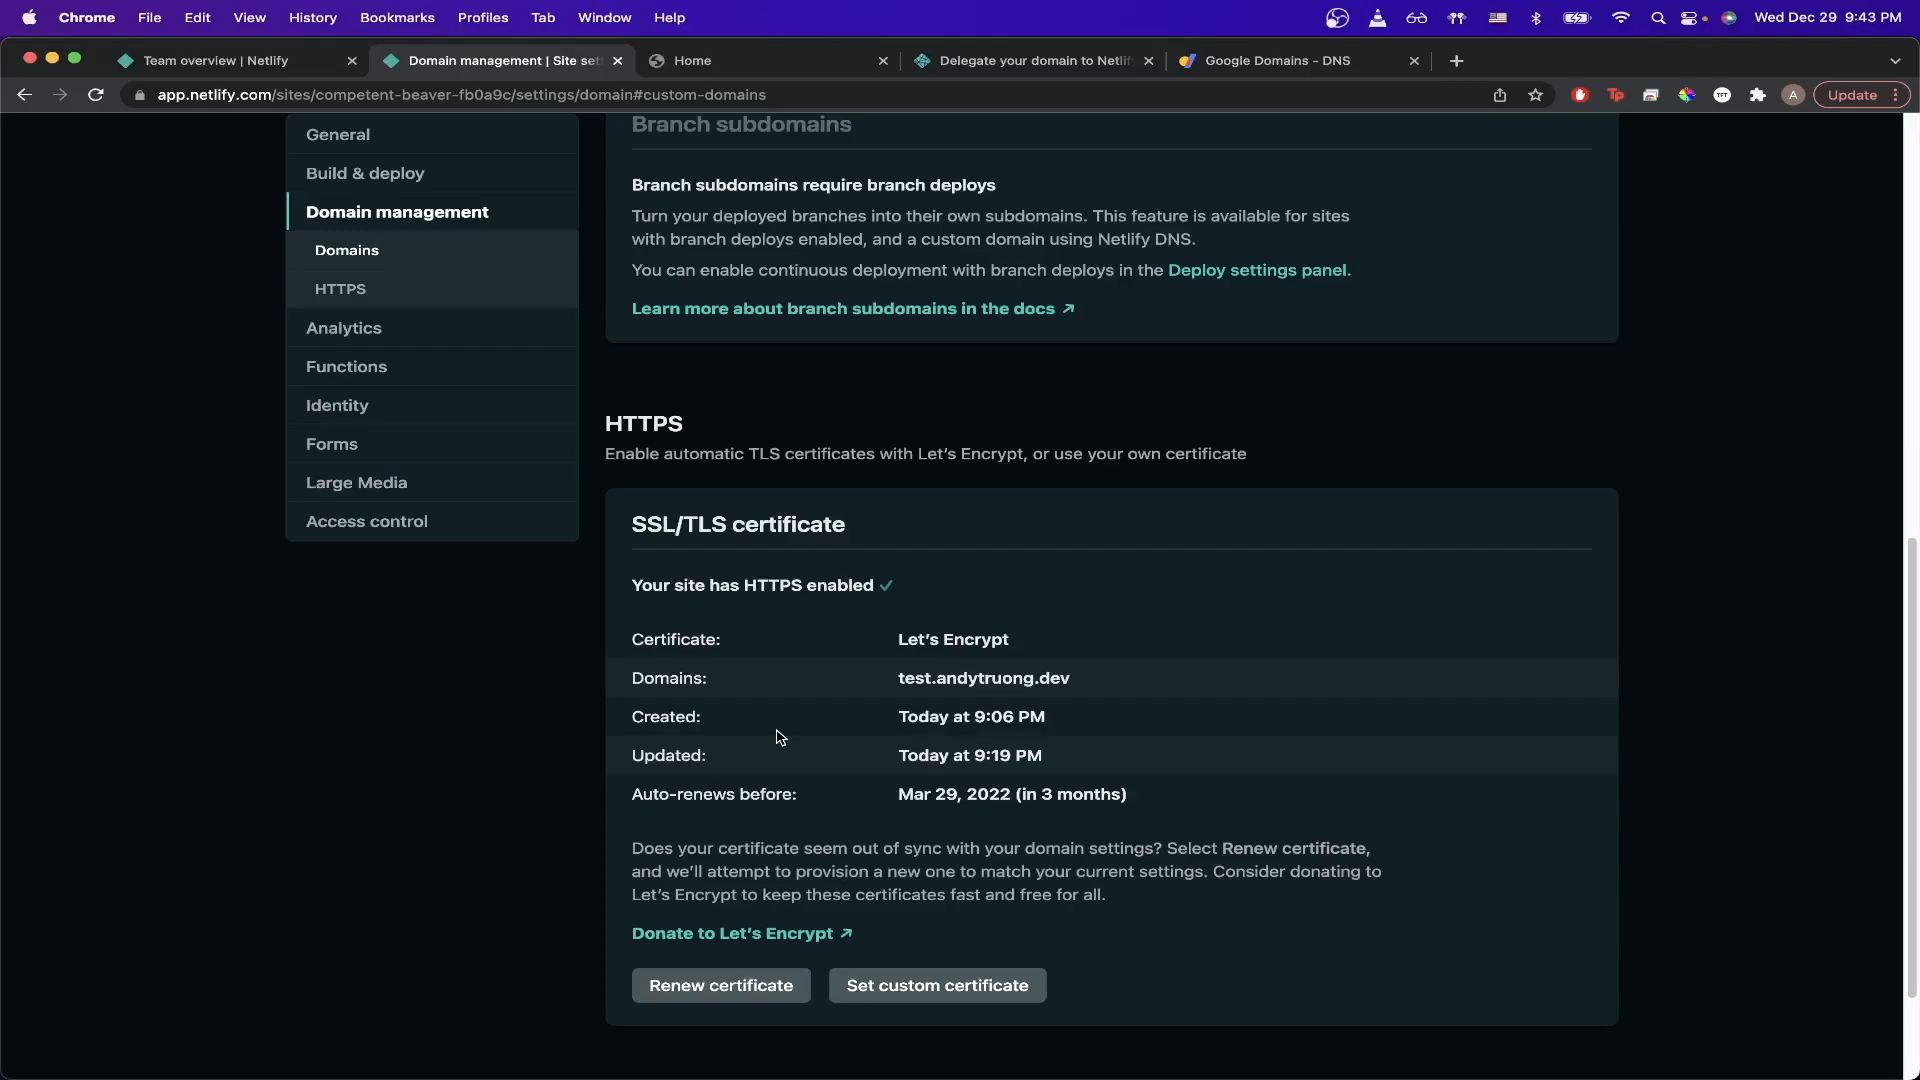 Chrome File Edit View History Bookmarks Profiles Tab Window Help Wed Dec 29 9:43 PM
Team overview | Netlify Domain management | Site set Home Delegate your domain to Netlify Google Domains - DNS
app.netlify.com/sites/competent-beaver-fb0a9c/settings/domain#custom-domains Tp A Update
General
Build & deploy
Domain management
Domains
HTTPS
Analytics
Functions
Identity
Forms
Large Media
Access control
Branch subdomains
Branch subdomains require branch deploys
Turn your deployed branches into their own subdomains. This feature is available for sites
with branch deploys enabled, and a custom domain using Netlify DNS.
You can enable continuous deployment with branch deploys in the Deploy settings panel.
Learn more about branch subdomains in the docs ↗
HTTPS
Enable automatic TLS certificates with Let's Encrypt, or use your own certificate
SSL/TLS certificate
Your site has HTTPS enabled ✓
Certificate: Let's Encrypt
Domains: test.andytruong.dev
Created: Today at 9:06 PM
Updated: Today at 9:19 PM
Auto-renews before: Mar 29, 2022 (in 3 months)
Does your certificate seem out of sync with your domain settings? Select Renew certificate,
and we'll attempt to provision a new one to match your current settings. Consider donating to
Let's Encrypt to keep these certificates fast and free for all.
Donate to Let's Encrypt ↗
Renew certificate Set custom certificate